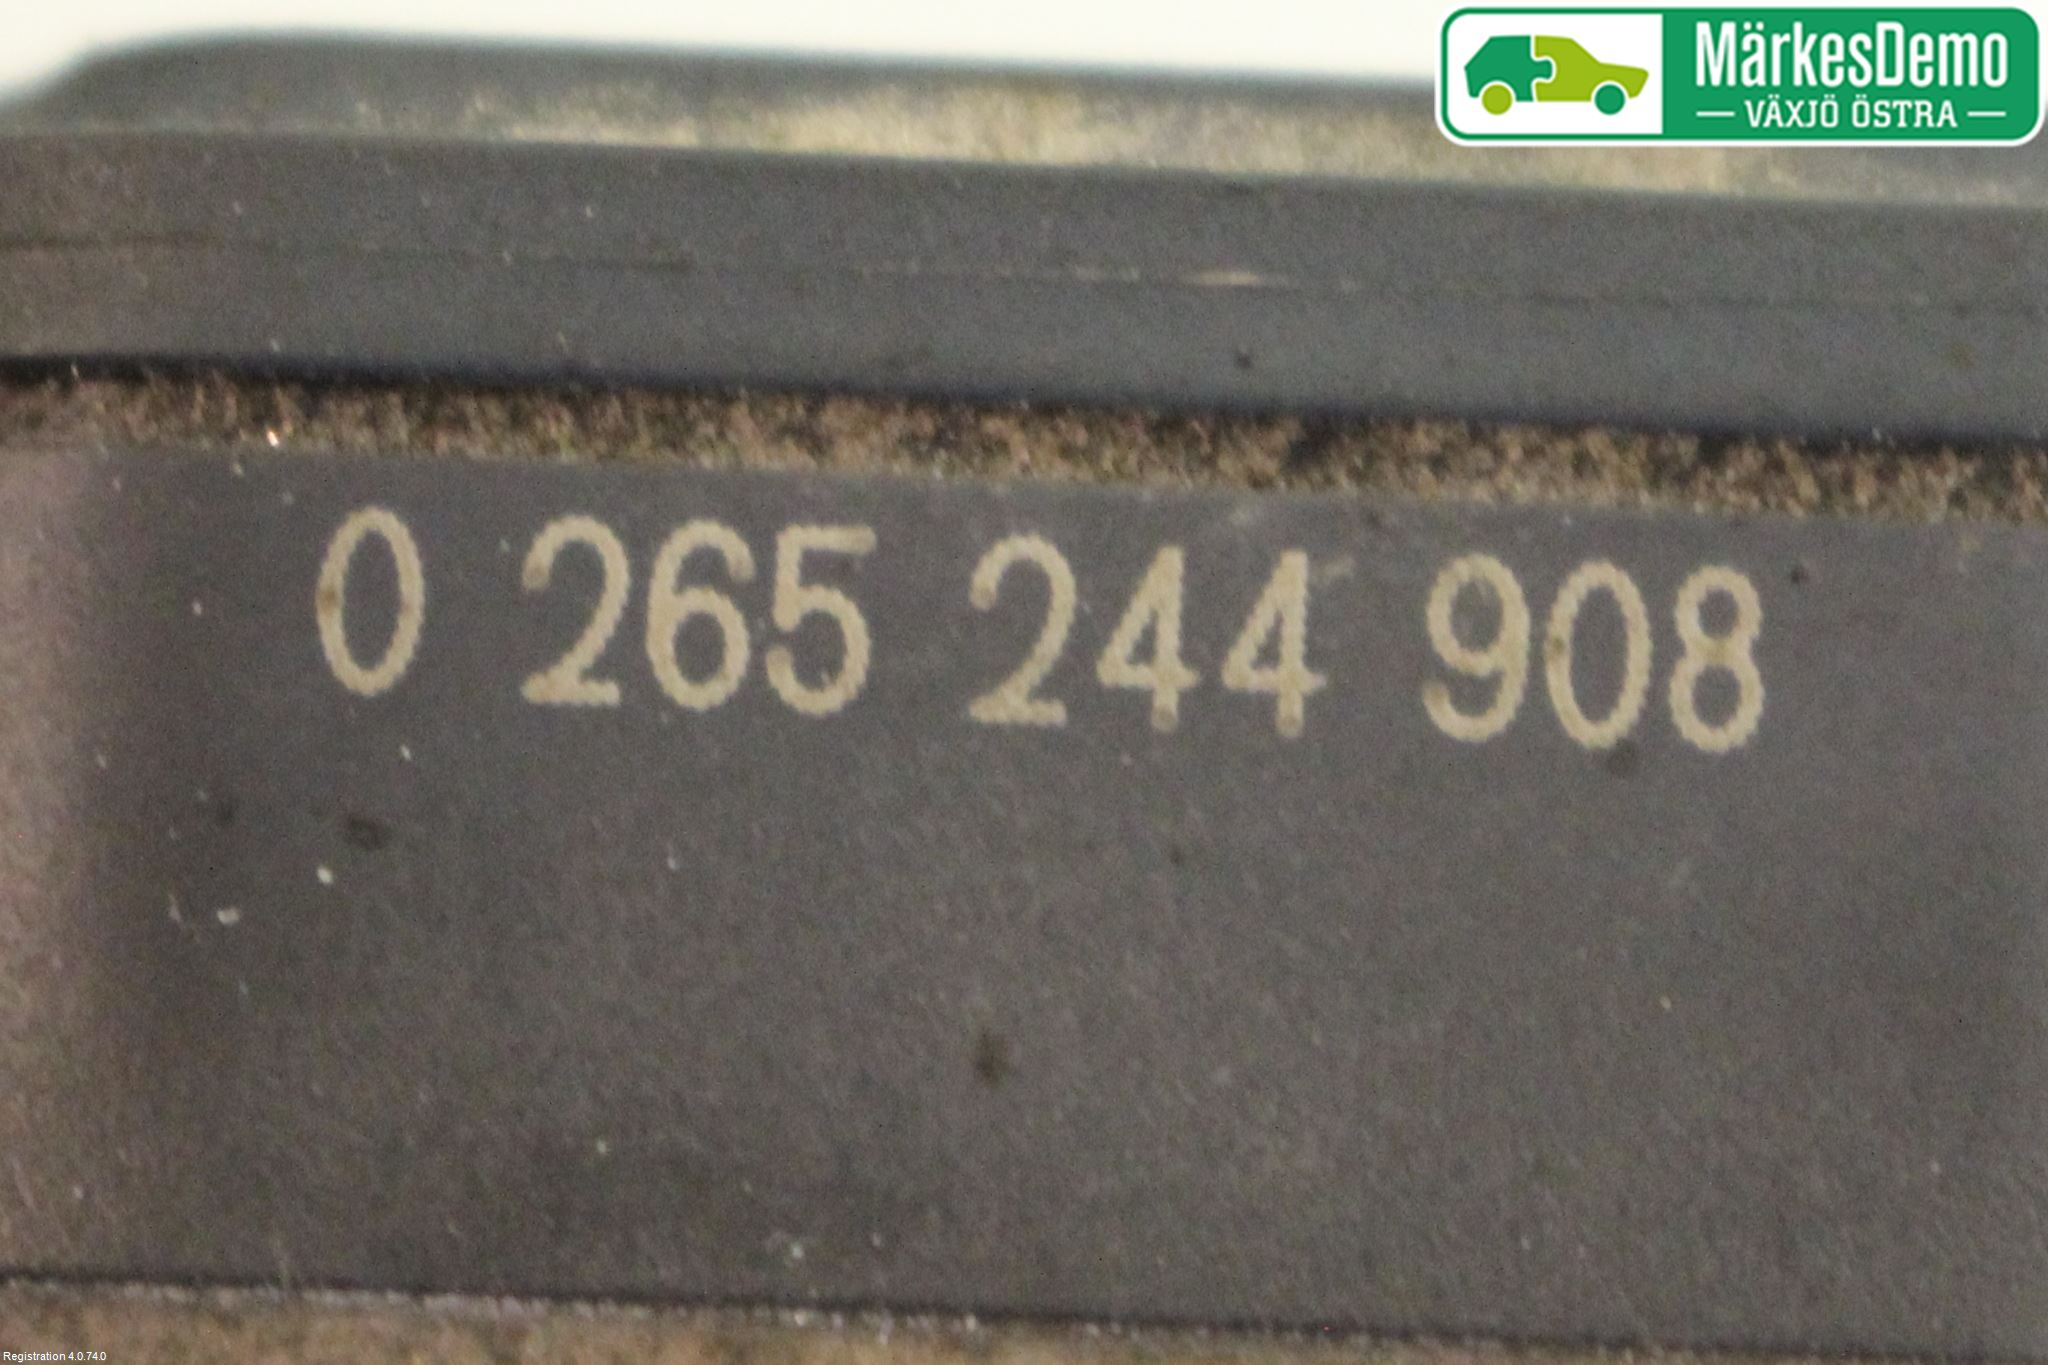 MärkesDemo
— VÄXJÖ ÖSTRA —
0 265 244 908
Registration 4.0.74.0